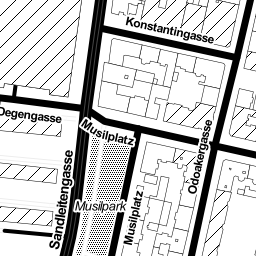 Konstantingasse
Degengasse
Musilplatz
Odoakergasse
Sandleitengasse
Musilpark
Musilplatz